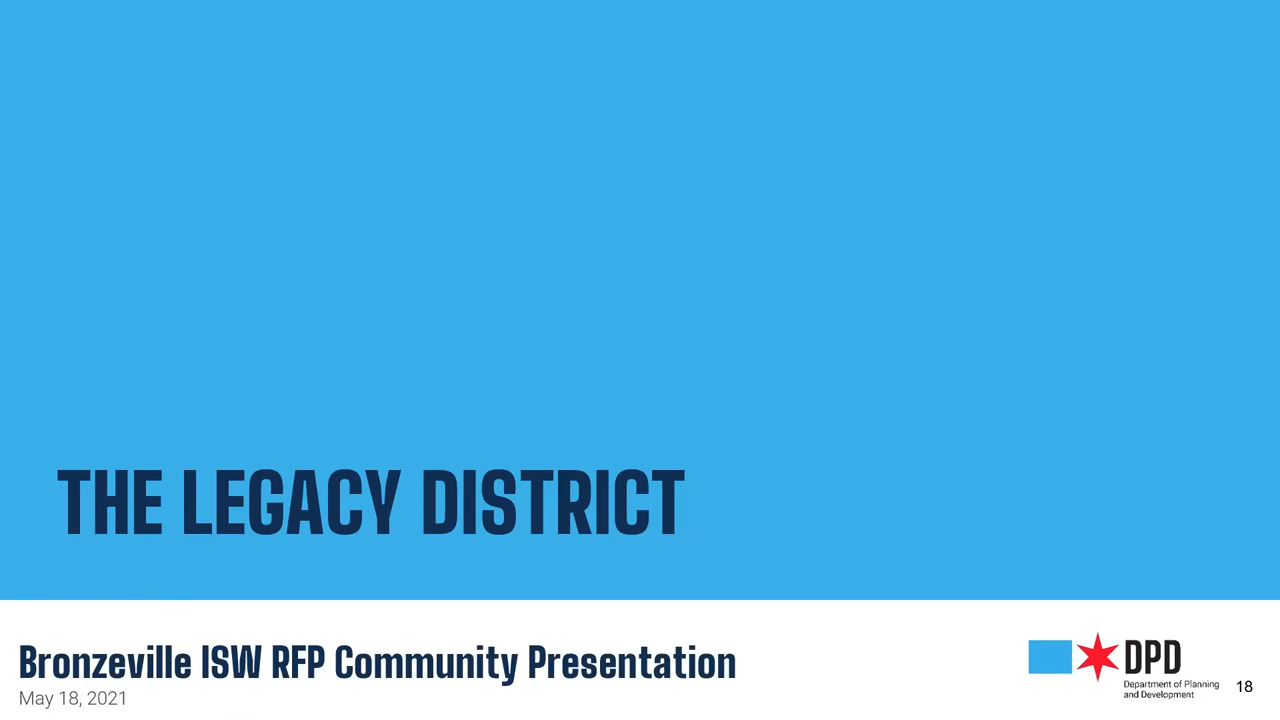 THE LEGACY DISTRICT
Bronzeville ISW RFP Community Presentation
May 18, 2021
DPD
Department of Planning
and Development
18